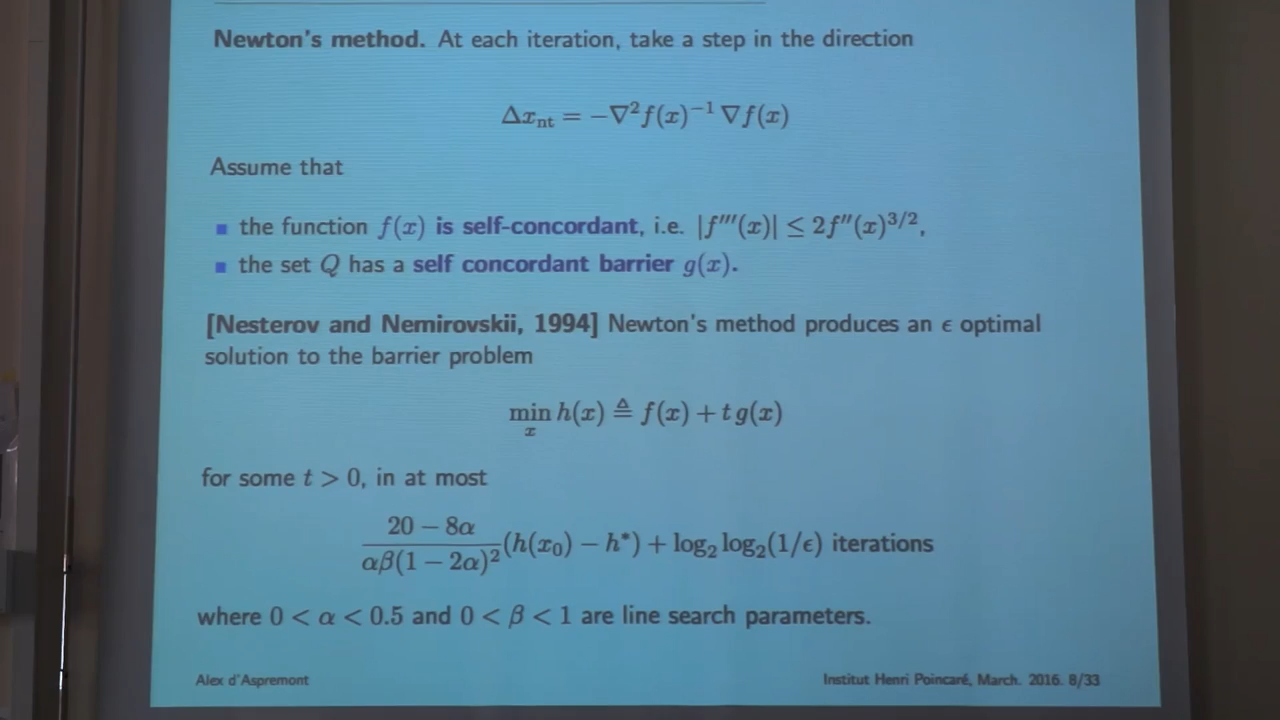 Newton's method. At each iteration, take a step in the direction
Δx_nt = −∇²f(x)⁻¹ ∇f(x)
Assume that
▪ the function f(x) is self-concordant, i.e. |f′′′(x)| ≤ 2f′′(x)^{3/2},
▪ the set Q has a self concordant barrier g(x).
[Nesterov and Nemirovskii, 1994] Newton's method produces an ϵ optimal
solution to the barrier problem
min_x h(x) ≜ f(x) + t g(x)
for some t > 0, in at most
\frac{20 − 8α}{αβ(1 − 2α)²}(h(x₀) − h*) + log₂ log₂(1/ϵ) iterations
where 0 < α < 0.5 and 0 < β < 1 are line search parameters.
Alex d'Aspremont
Institut Henri Poincaré, March. 2016. 8/33